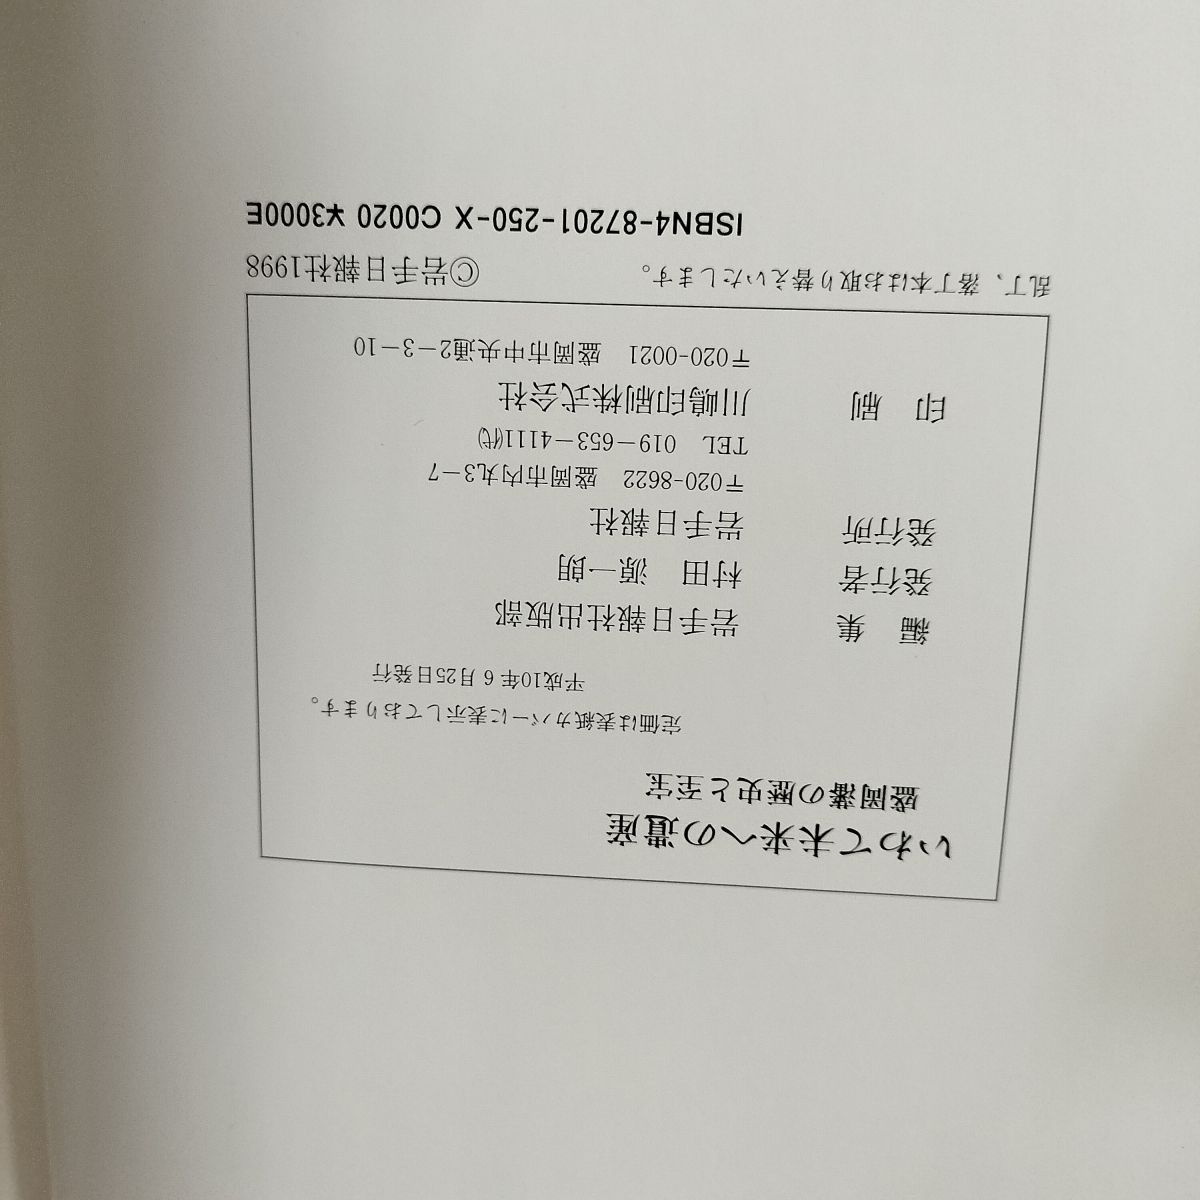 いわて未来への遺産
盛岡藩の歴史と至宝
定価は表紙カバーに表示しております。
平成10年6月25日発行
編　集　岩手日報社出版部
発行者　村田　源一朗
発行所　岩手日報社
〒020-8622　盛岡市内丸3－7
TEL　019－653－4111㈹
印　刷　川嶋印刷株式会社
〒020-0021　盛岡市中央通2－3－10
乱丁、落丁本はお取り替えいたします。　©岩手日報社1998
ISBN4-87201-250-X C0020 ¥3000E